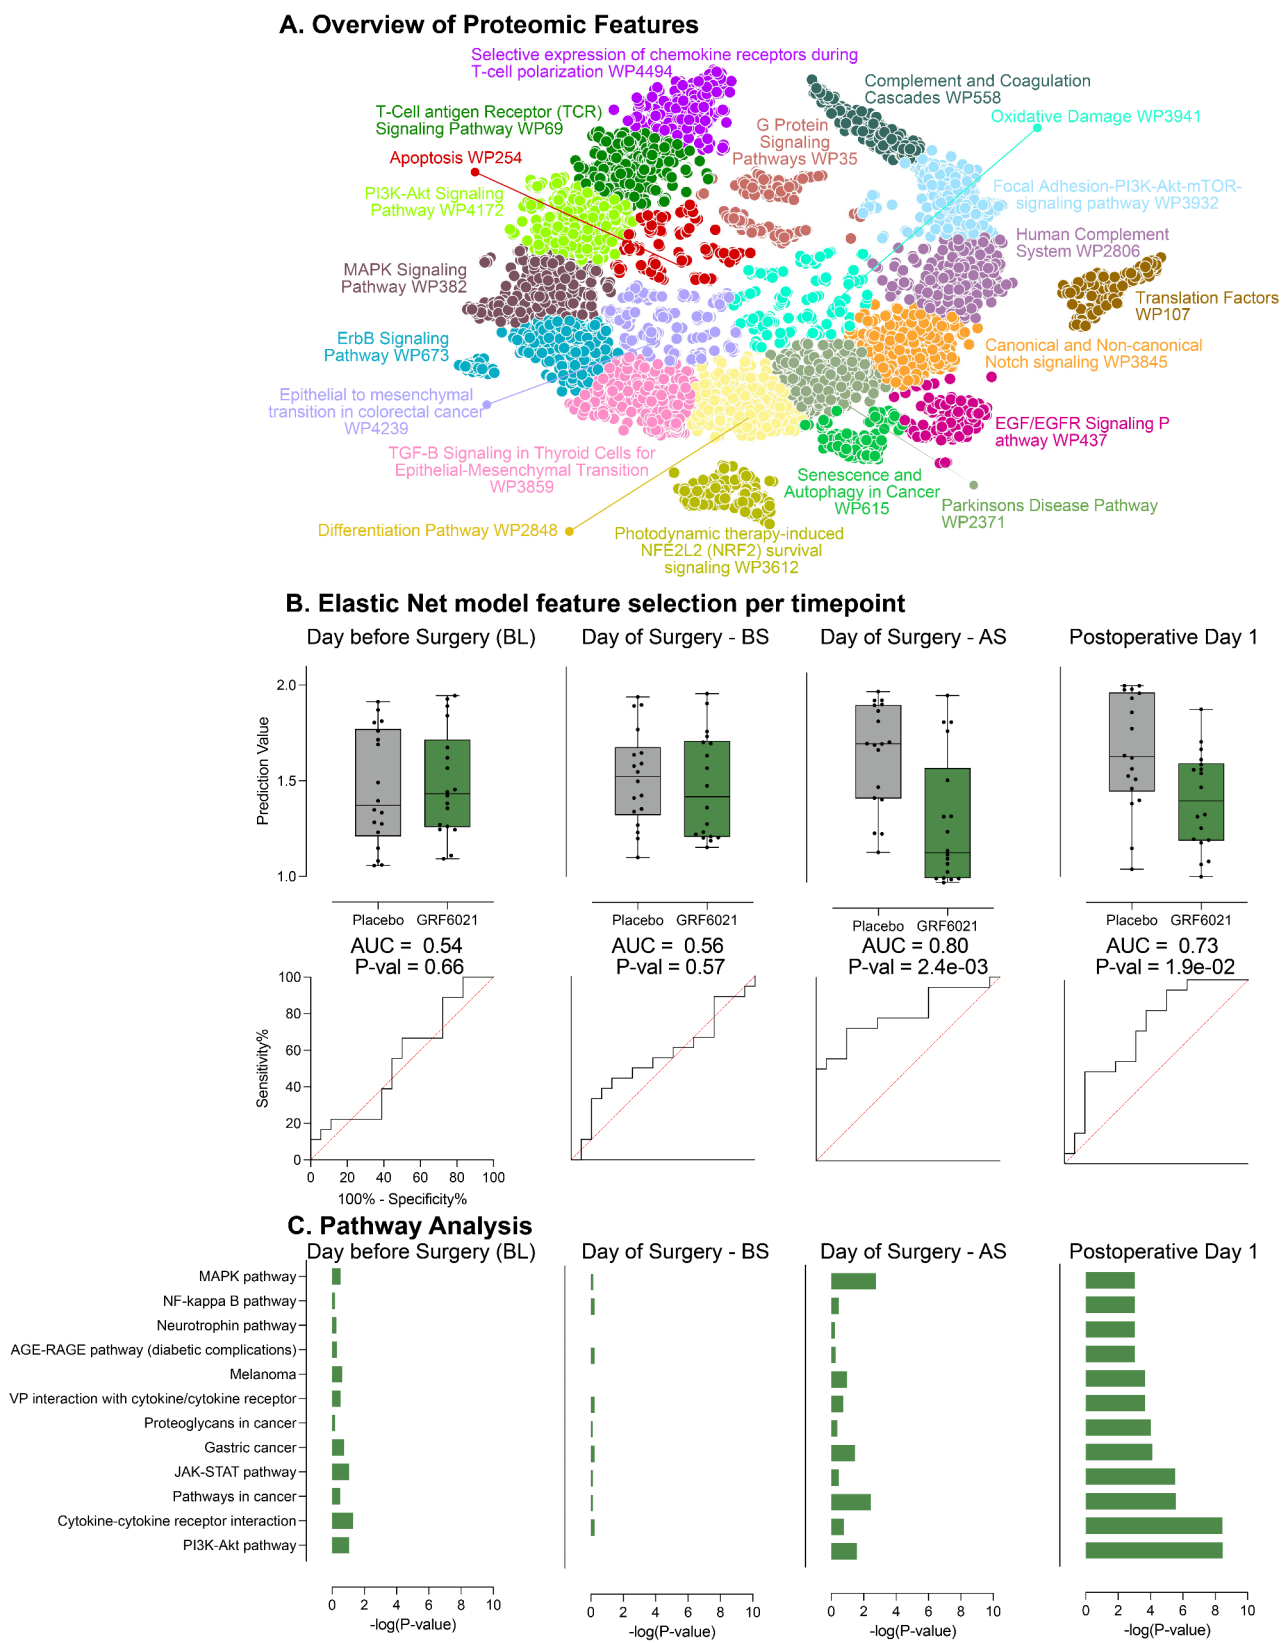 A. Overview of Proteomic Features
Selective expression of chemokine receptors during
T-cell polarization WP4494
Complement and Coagulation
Cascades WP558
T-Cell antigen Receptor (TCR)
Signaling Pathway WP69
G Protein
Signaling
Pathways WP35
Oxidative Damage WP3941
Apoptosis WP254
PI3K-Akt Signaling
Pathway WP4172
Focal Adhesion-PI3K-Akt-mTOR-
signaling pathway WP3932
Human Complement
System WP2806
MAPK Signaling
Pathway WP382
Translation Factors
WP107
ErbB Signaling
Pathway WP673
Canonical and Non-canonical
Notch signaling WP3845
Epithelial to mesenchymal
transition in colorectal cancer
WP4239
EGF/EGFR Signaling P
athway WP437
TGF-B Signaling in Thyroid Cells for
Epithelial-Mesenchymal Transition
WP3859
Senescence and
Autophagy in Cancer
WP615
Parkinsons Disease Pathway
WP2371
Differentiation Pathway WP2848
Photodynamic therapy-induced
NFE2L2 (NRF2) survival
signaling WP3612
B. Elastic Net model feature selection per timepoint
Day before Surgery (BL)
Day of Surgery - BS
Day of Surgery - AS
Postoperative Day 1
Prediction Value
2.0
1.5
1.0
Placebo GRF6021
Placebo GRF6021
Placebo GRF6021
Placebo GRF6021
AUC = 0.54
P-val = 0.66
AUC = 0.56
P-val = 0.57
AUC = 0.80
P-val = 2.4e-03
AUC = 0.73
P-val = 1.9e-02
Sensitivity%
100
80
60
40
20
0
0 20 40 60 80 100
100% - Specificity%
C. Pathway Analysis
Day before Surgery (BL)
Day of Surgery - BS
Day of Surgery - AS
Postoperative Day 1
MAPK pathway
NF-kappa B pathway
Neurotrophin pathway
AGE-RAGE pathway (diabetic complications)
Melanoma
VP interaction with cytokine/cytokine receptor
Proteoglycans in cancer
Gastric cancer
JAK-STAT pathway
Pathways in cancer
Cytokine-cytokine receptor interaction
PI3K-Akt pathway
0 2 4 6 8 10
-log(P-value)
0 2 4 6 8 10
-log(P-value)
0 2 4 6 8 10
-log(P-value)
0 2 4 6 8 10
-log(P-value)